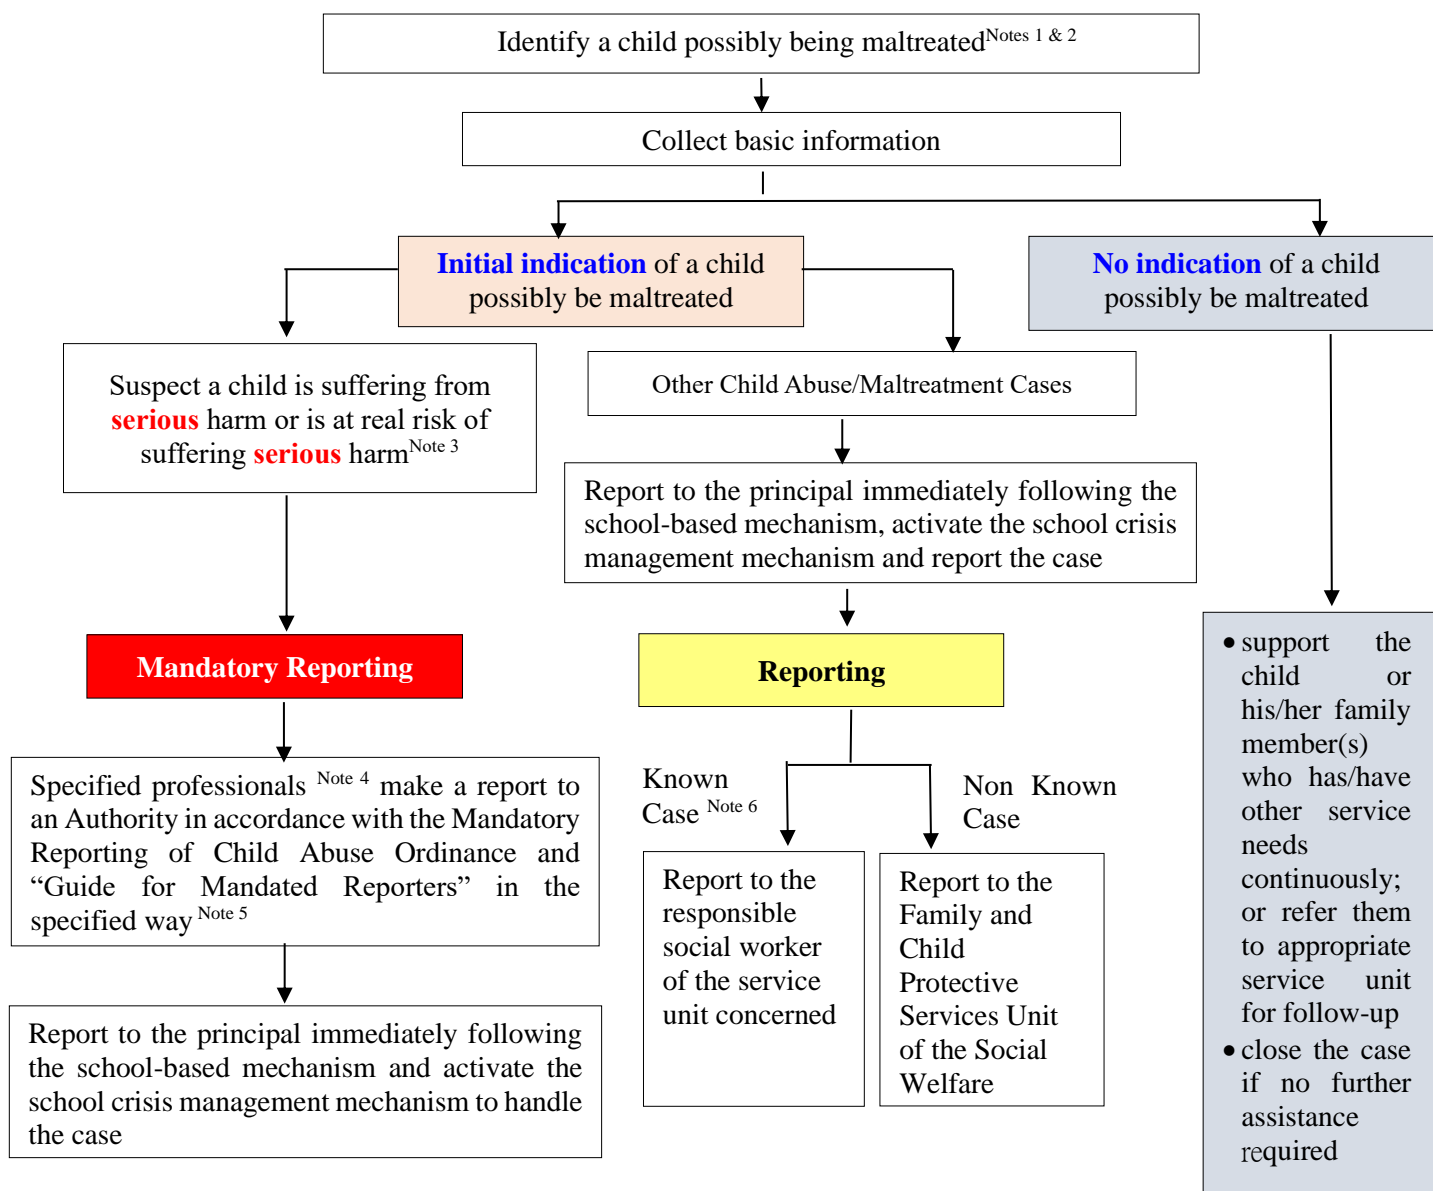 Identify a child possibly being maltreated Notes 1 & 2
Collect basic information
Initial indication of a child
possibly be maltreated
No indication of a child
possibly be maltreated
Suspect a child is suffering from
serious harm or is at real risk of
suffering serious harm Note 3
Other Child Abuse/Maltreatment Cases
Report to the principal immediately following the
school-based mechanism, activate the school crisis
management mechanism and report the case
Mandatory Reporting
Reporting
Specified professionals Note 4 make a report to
an Authority in accordance with the Mandatory
Reporting of Child Abuse Ordinance and
“Guide for Mandated Reporters” in the
specified way Note 5
Known
Case Note 6
Non Known
Case
Report to the
responsible
social worker
of the service
unit concerned
Report to the
Family and
Child
Protective
Services Unit
of the Social
Welfare
Report to the principal immediately following
the school-based mechanism and activate the
school crisis management mechanism to handle
the case
• support the
child or
his/her family
member(s)
who has/have
other service
needs
continuously;
or refer them
to appropriate
service unit
for follow-up
• close the case
if no further
assistance
required